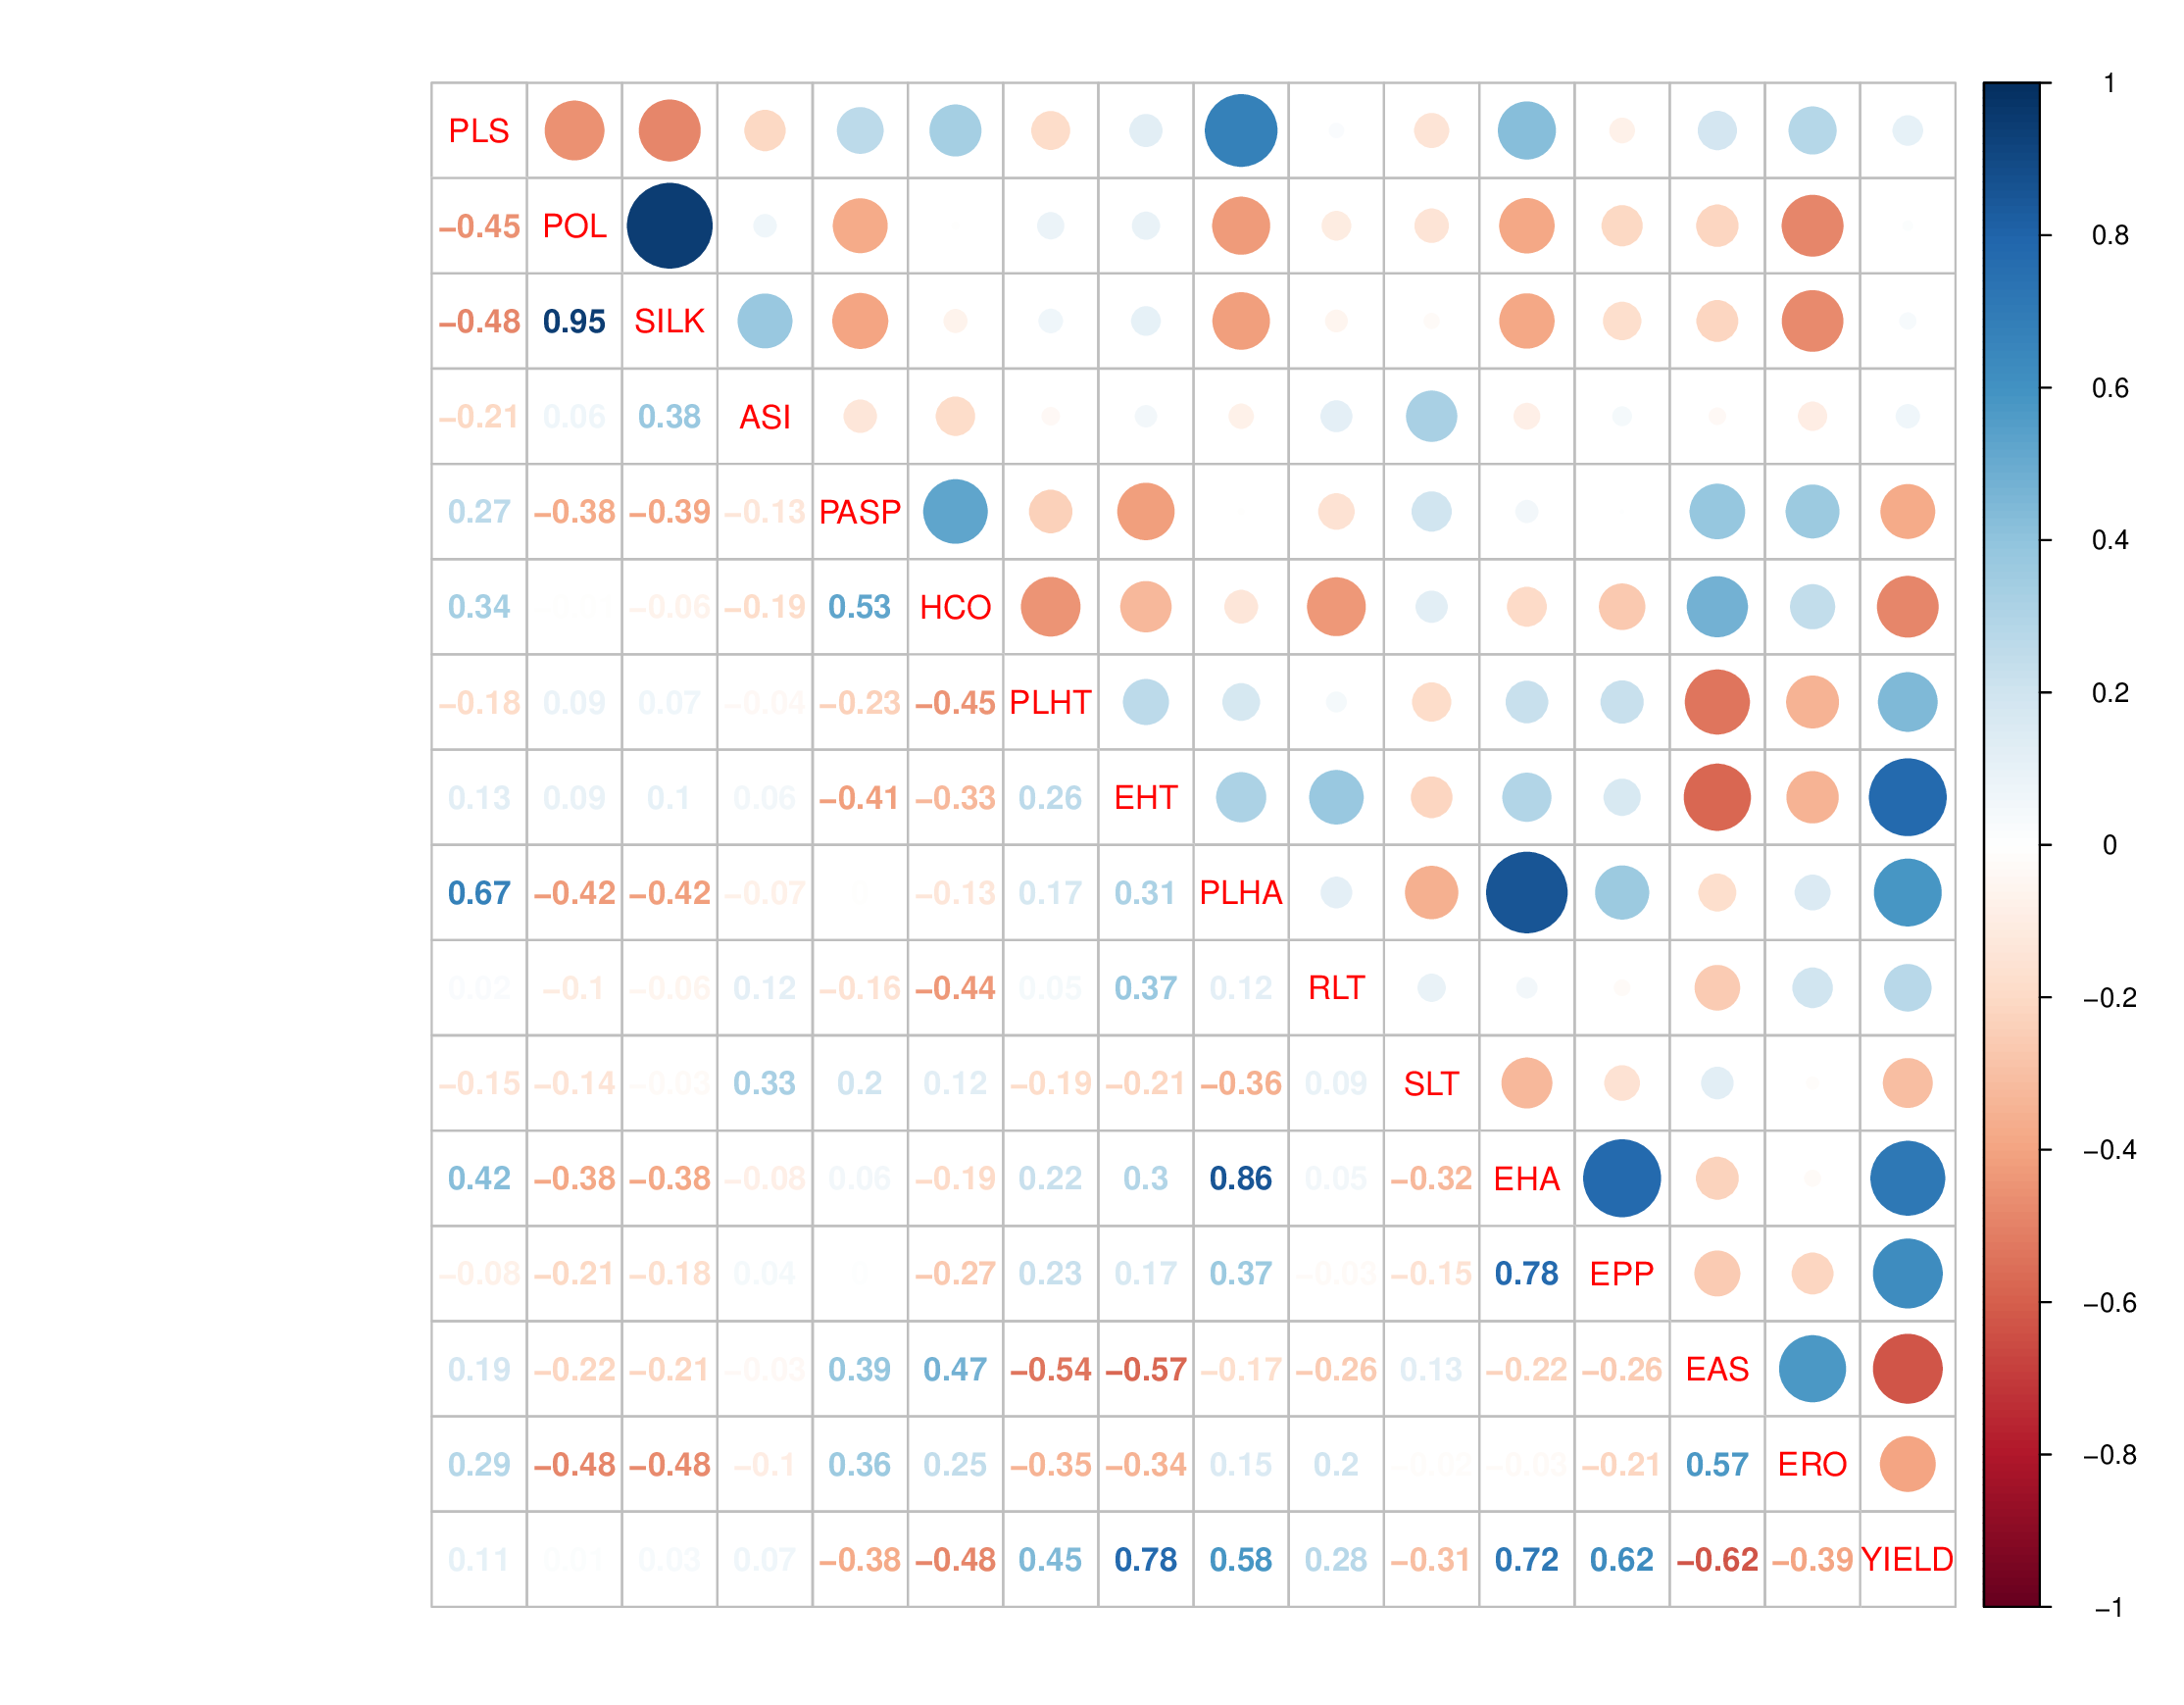 1
PLS
−0.45 POL 0.8
−0.48 0.95 SILK
−0.21 0.06 0.38 ASI 0.6
0.27 −0.38 −0.39 −0.13 PASP 0.4
0.34 −0.06 −0.19 0.53 HCO
−0.18 0.09 0.07 −0.04 −0.23 −0.45 PLHT 0.2
0.13 0.09 0.1 0.06 −0.41 −0.33 0.26 EHT
0
0.67 −0.42 −0.42 −0.07 −0.13 0.17 0.31 PLHA
0.02 −0.1 −0.06 0.12 −0.16 −0.44 0.05 0.37 0.12 RLT −0.2
−0.15 −0.14 −0.03 0.33 0.2 0.12 −0.19 −0.21 −0.36 0.09 SLT
−0.4
0.42 −0.38 −0.38 −0.08 0.06 −0.19 0.22 0.3 0.86 0.05 −0.32 EHA
−0.08 −0.21 −0.18 0.04 −0.27 0.23 0.17 0.37 −0.03 −0.15 0.78 EPP −0.6
0.19 −0.22 −0.21 −0.03 0.39 0.47 −0.54 −0.57 −0.17 −0.26 0.13 −0.22 −0.26 EAS
0.29 −0.48 −0.48 −0.1 0.36 0.25 −0.35 −0.34 0.15 0.2 −0.02 −0.03 −0.21 0.57 ERO −0.8
0.11 0.01 0.03 0.07 −0.38 −0.48 0.45 0.78 0.58 0.28 −0.31 0.72 0.62 −0.62 −0.39 YIELD
−1